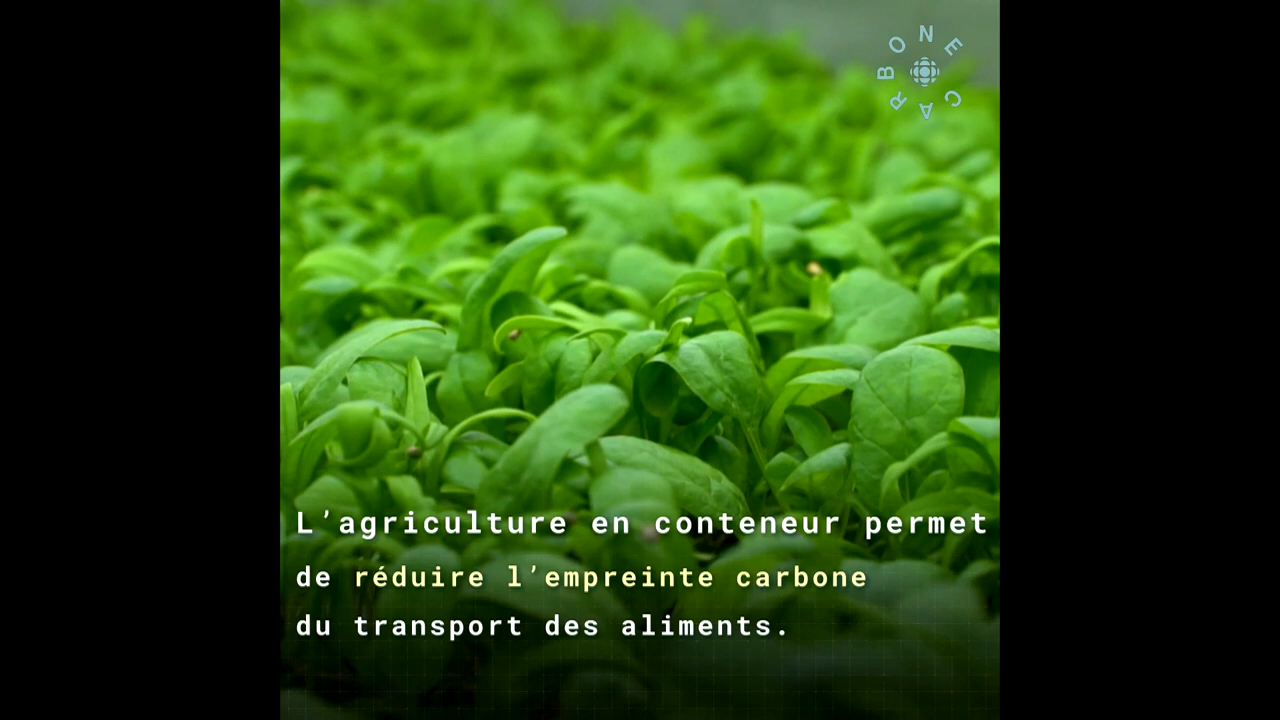 CARBONE
L’agriculture en conteneur permet
de réduire l’empreinte carbone
du transport des aliments.